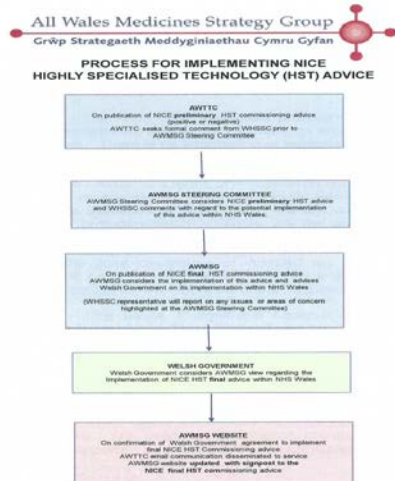 All Wales Medicines Strategy Group
Grŵp Strategaeth Meddyginiaethau Cymru Gyfan
PROCESS FOR IMPLEMENTING NICE
HIGHLY SPECIALISED TECHNOLOGY (HST) ADVICE
AWTTC
On publication of NICE preliminary HST commissioning advice
(positive or negative)
AWTTC seeks formal comment from WHSSC prior to
AWMSG Steering Committee
AWMSG STEERING COMMITTEE
AWMSG Steering Committee considers NICE preliminary HST advice
and WHSSC comments with regard to the potential implementation
of this advice within NHS Wales.
AWMSG
On publication of NICE final HST commissioning advice
AWMSG considers the implementation of this advice and advises
Welsh Government on its implementation within NHS Wales
(WHSSC representative will report on any issues or areas of concern
highlighted at the AWMSG Steering Committee)
WELSH GOVERNMENT
Welsh Government considers AWMSG view regarding the
Implementation of NICE HST final advice within NHS Wales
AWMSG WEBSITE
On confirmation of Welsh Government agreement to implement
final NICE HST Commissioning advice
AWTTC email communication disseminated to service
AWMSG website updated with signpost to the
NICE final HST commissioning advice